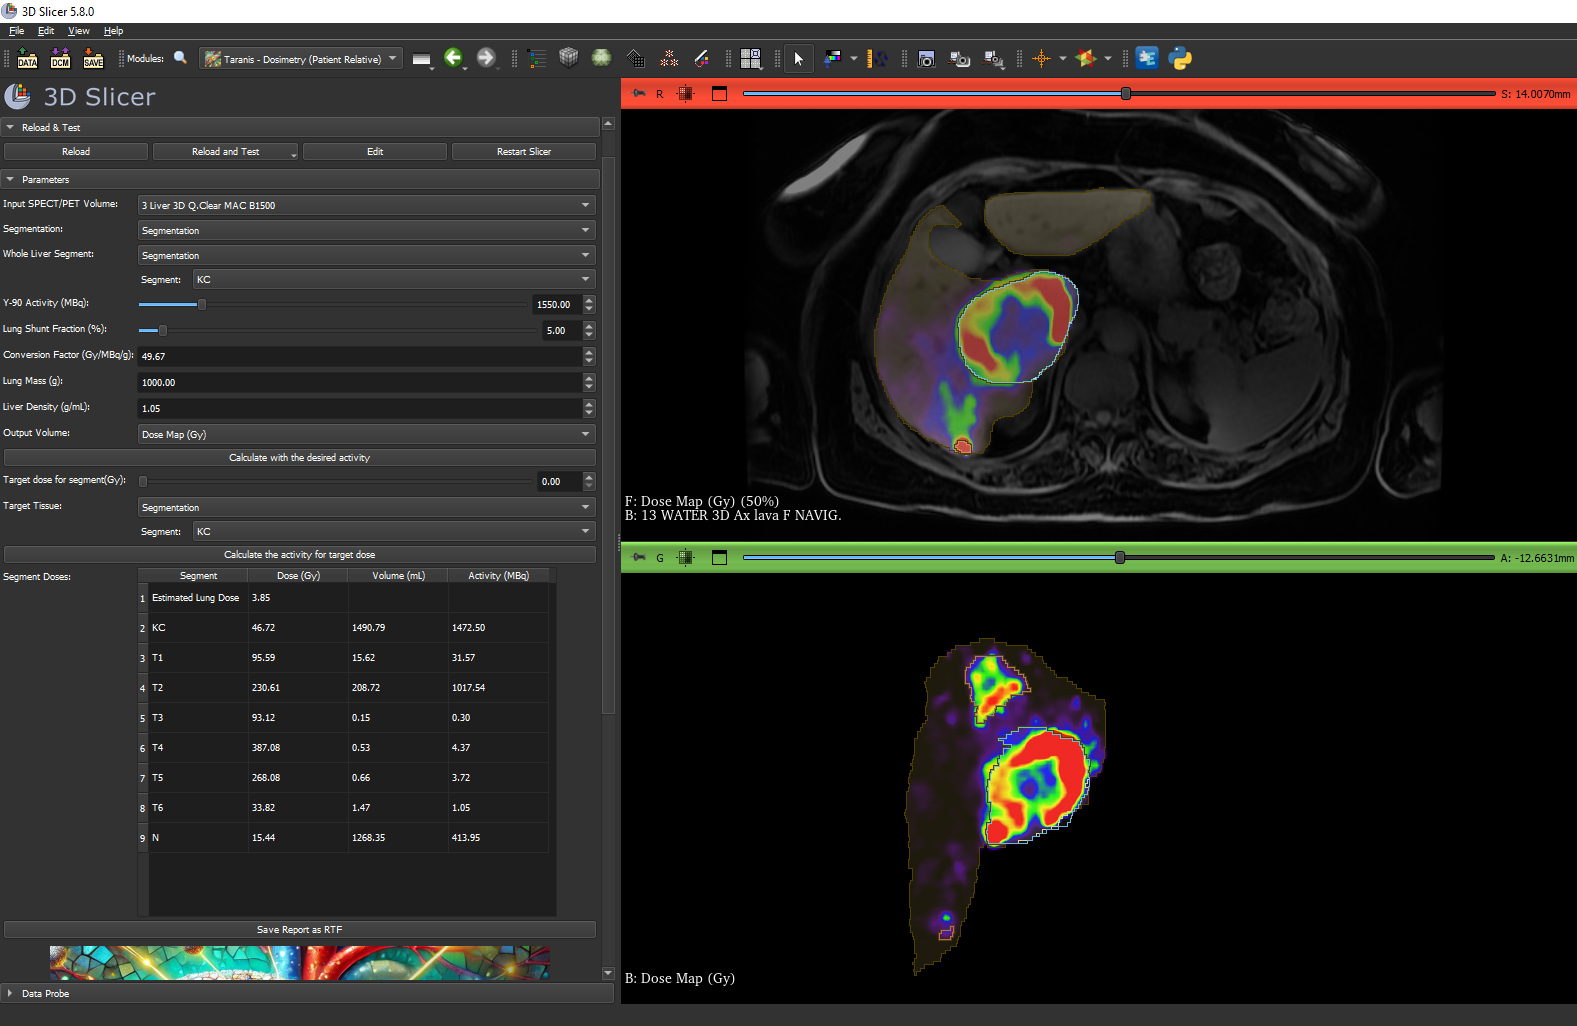 3D Slicer 5.8.0
File Edit View Help
DATA DCM SAVE Modules: Taranis - Dosimetry (Patient Relative)
3D Slicer
Reload & Test
Reload Reload and Test Edit Restart Slicer
Parameters
Input SPECT/PET Volume: 3 Liver 3D Q.Clear MAC B1500
Segmentation: Segmentation
Whole Liver Segment: Segmentation
Segment: KC
Y-90 Activity (MBq): 1550.00
Lung Shunt Fraction (%): 5.00
Conversion Factor (Gy/MBq/g): 49.67
Lung Mass (g): 1000.00
Liver Density (g/mL): 1.05
Output Volume: Dose Map (Gy)
Calculate with the desired activity
Target dose for segment(Gy): 0.00
Target Tissue: Segmentation
Segment: KC
Calculate the activity for target dose
Segment Doses: Segment Dose (Gy) Volume (mL) Activity (MBq)
1 Estimated Lung Dose 3.85
2 KC 46.72 1490.79 1472.50
3 T1 95.59 15.62 31.57
4 T2 230.61 208.72 1017.54
5 T3 93.12 0.15 0.30
6 T4 387.08 0.53 4.37
7 T5 268.08 0.66 3.72
8 T6 33.82 1.47 1.05
9 N 15.44 1268.35 413.95
Save Report as RTF
Data Probe
R S: 14.0070mm
F: Dose Map (Gy) (50%)
B: 13 WATER 3D Ax lava F NAVIG.
G A: -12.6631mm
B: Dose Map (Gy)